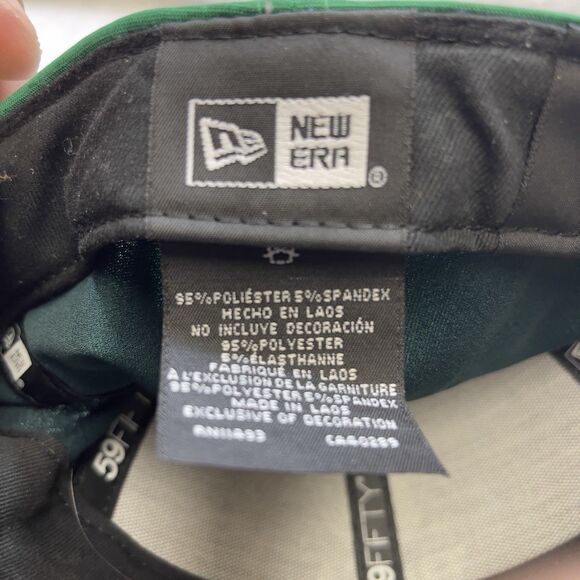 NEW
ERA
®
95%POLIÉSTER 5%SPANDEX
HECHO EN LAOS
NO INCLUYE DECORACIÓN
95%POLYESTER
5%ÉLASTHANNE
FABRIQUÉ EN LAOS
À L'EXCLUSION DE LA GARNITURE
95%POLYESTER 5%SPANDEX
MADE IN LAOS
EXCLUSIVE OF DECORATION
59FIFTY
59FIFTY